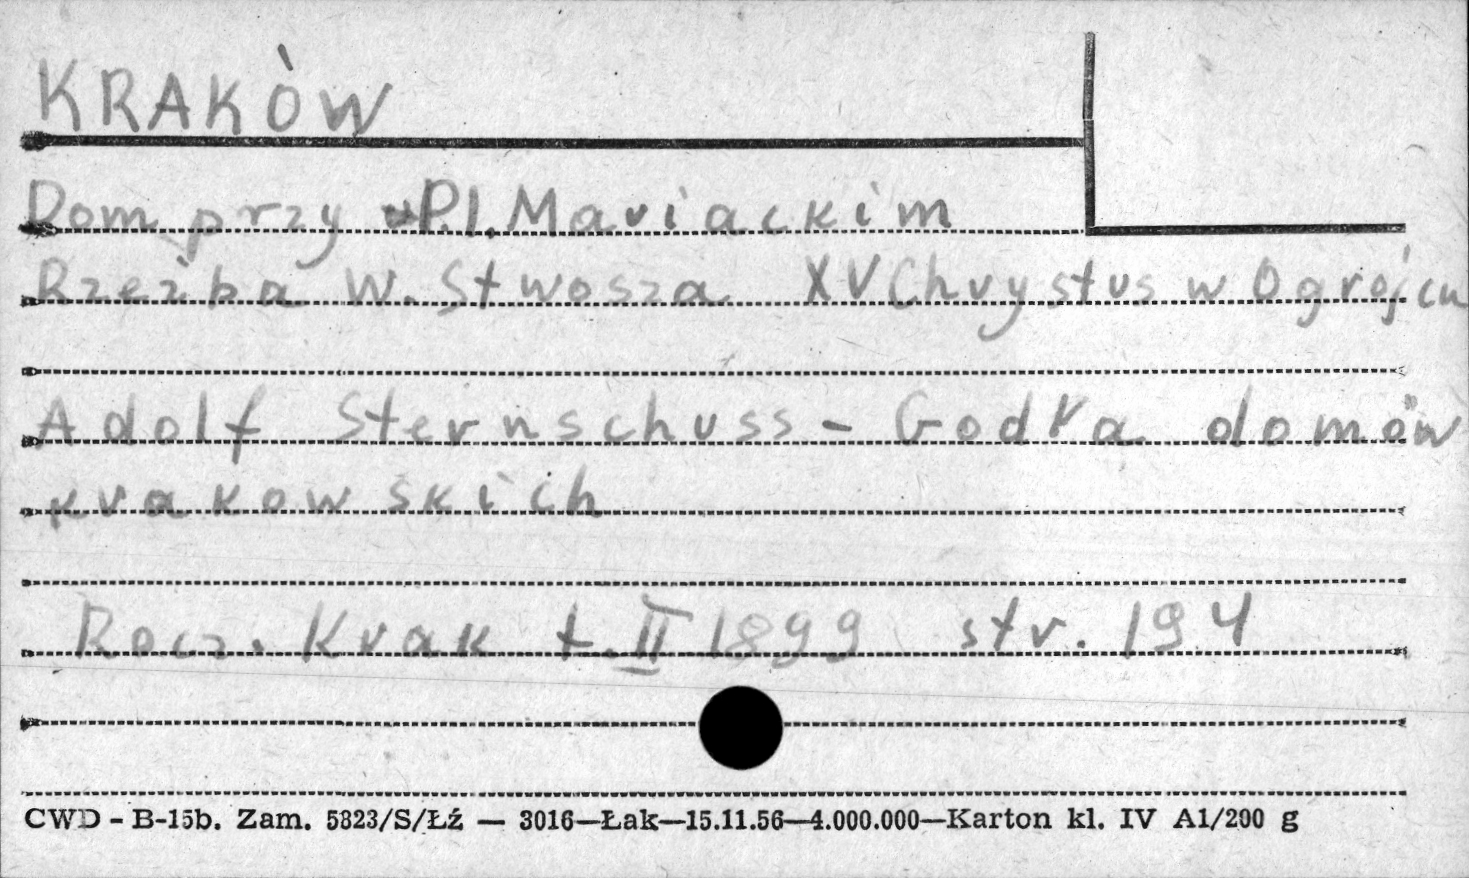 KRAKÓW
Dom przy Pl. Mariackim
Rzeźba W. Stwosza XV Chrystus w Ogrójcu
Adolf Sternschuss - Godła domów
krakowskich
Rocz. Krak t. II 1899 str. 194
CWD - B-15b. Zam. 5823/S/Łź — 3016—Łak—15.11.56—4.000.000—Karton kl. IV A1/200 g